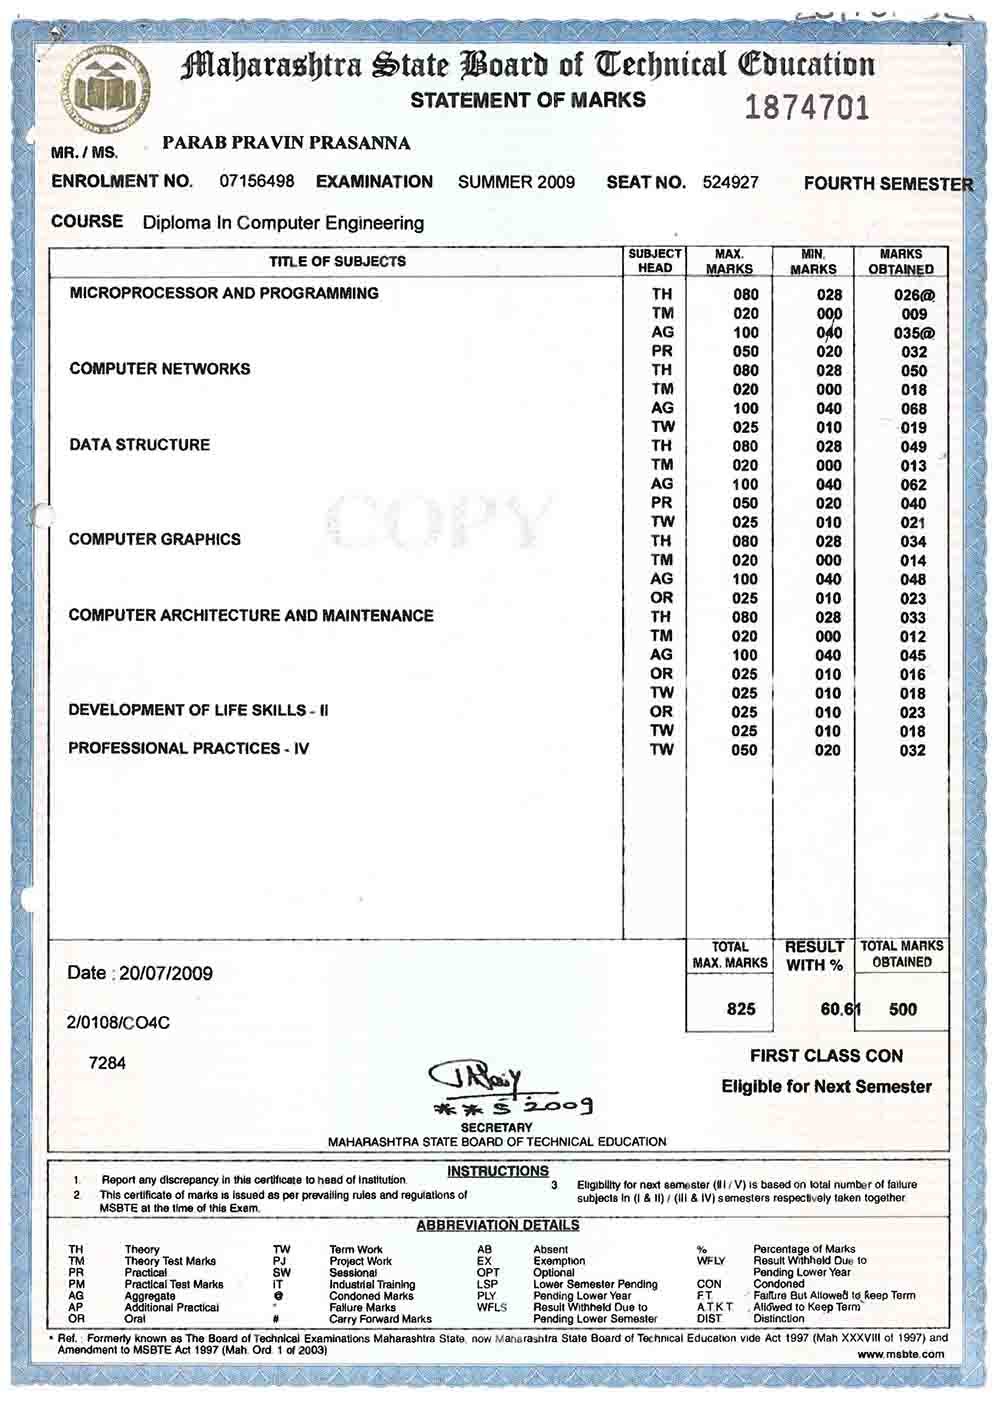 Maharashtra State Board of Technical Education
STATEMENT OF MARKS
1874701
MR. / MS. PARAB PRAVIN PRASANNA
ENROLMENT NO. 07156498 EXAMINATION SUMMER 2009 SEAT NO. 524927 FOURTH SEMESTER
COURSE Diploma In Computer Engineering
TITLE OF SUBJECTS SUBJECT HEAD MAX. MARKS MIN. MARKS MARKS OBTAINED
MICROPROCESSOR AND PROGRAMMING TH 080 028 026@
TM 020 000 009
AG 100 040 035@
PR 050 020 032
COMPUTER NETWORKS TH 080 028 050
TM 020 000 018
AG 100 040 068
TW 025 010 019
DATA STRUCTURE TH 080 028 049
TM 020 000 013
AG 100 040 062
PR 050 020 040
TW 025 010 021
COPY
COMPUTER GRAPHICS TH 080 028 034
TM 020 000 014
AG 100 040 048
OR 025 010 023
COMPUTER ARCHITECTURE AND MAINTENANCE TH 080 028 033
TM 020 000 012
AG 100 040 045
OR 025 010 016
TW 025 010 018
DEVELOPMENT OF LIFE SKILLS - II OR 025 010 023
TW 025 010 018
PROFESSIONAL PRACTICES - IV TW 050 020 032
TOTAL MAX. MARKS RESULT WITH % TOTAL MARKS OBTAINED
Date : 20/07/2009
825 60.61 500
2/0108/CO4C
7284
FIRST CLASS CON
Eligible for Next Semester
** S 2009
SECRETARY
MAHARASHTRA STATE BOARD OF TECHNICAL EDUCATION
INSTRUCTIONS
1. Report any discrepancy in this certificate to head of institution.
2. This certificate of marks is issued as per prevailing rules and regulations of
MSBTE at the time of this Exam.
3. Eligibility for next semester (III / V) is based on total number of failure
subjects in (I & II) / (III & IV) semesters respectively taken together
ABBREVIATION DETAILS
TH Theory TW Term Work AB Absent % Percentage of Marks
TM Theory Test Marks PJ Project Work EX Exemption WFLY Result Withheld Due to
PR Practical SW Sessional OPT Optional Pending Lower Year
PM Practical Test Marks IT Industrial Training LSP Lower Semester Pending CON Condoned
AG Aggregate @ Condoned Marks PLY Pending Lower Year F.T. Failure But Allowed to Keep Term
AP Additional Practical * Failure Marks WFLS Result Withheld Due to A.T.K.T. Allowed to Keep Term
OR Oral # Carry Forward Marks Pending Lower Semester DIST. Distinction
* Ref. : Formerly known as The Board of Technical Examinations Maharashtra State, now Maharashtra State Board of Technical Education vide Act 1997 (Mah XXXVIII of 1997) and
Amendment to MSBTE Act 1997 (Mah. Ord. 1 of 2003)
www.msbte.com